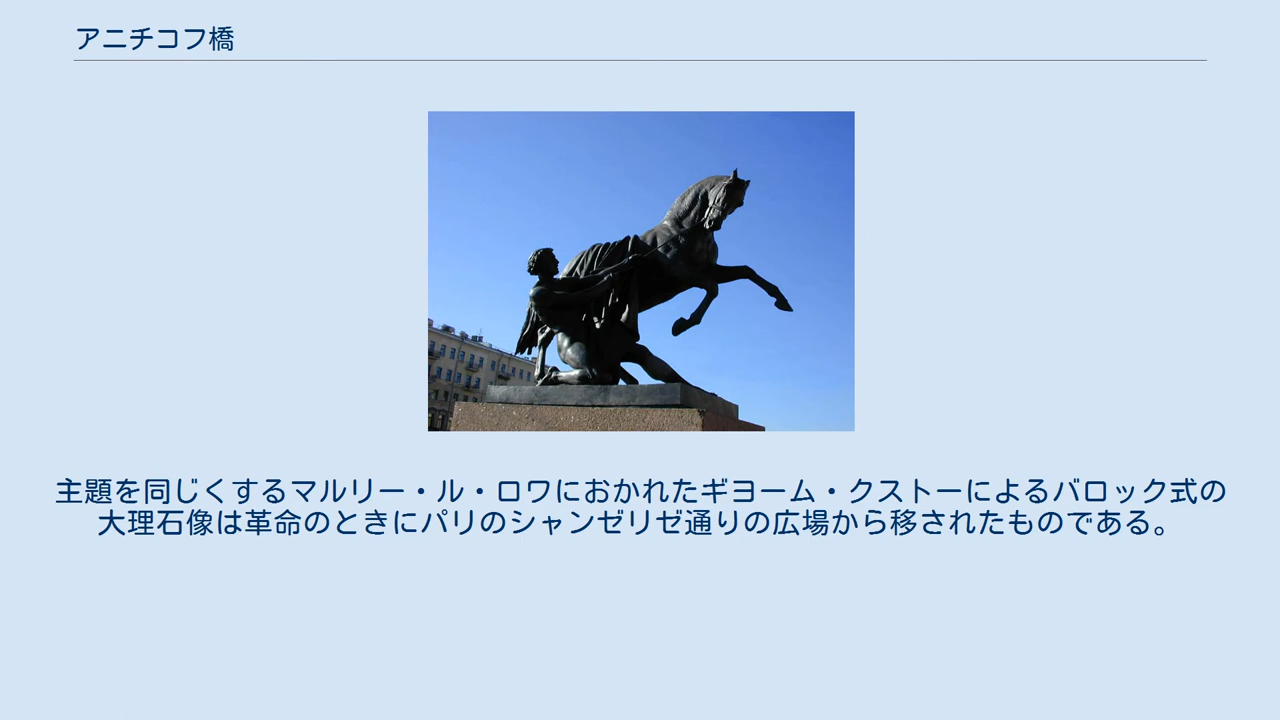 アニチコフ橋
主題を同じくするマルリー・ル・ロワにおかれたギヨーム・クストーによるバロック式の
大理石像は革命のときにパリのシャンゼリゼ通りの広場から移されたものである。